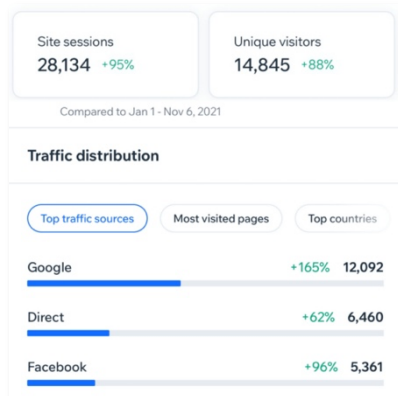 Site sessions
28,134 +95%
Unique visitors
14,845 +88%
Compared to Jan 1 - Nov 6, 2021
Traffic distribution
Top traffic sources
Most visited pages
Top countries
Google +165% 12,092
Direct +62% 6,460
Facebook +96% 5,361